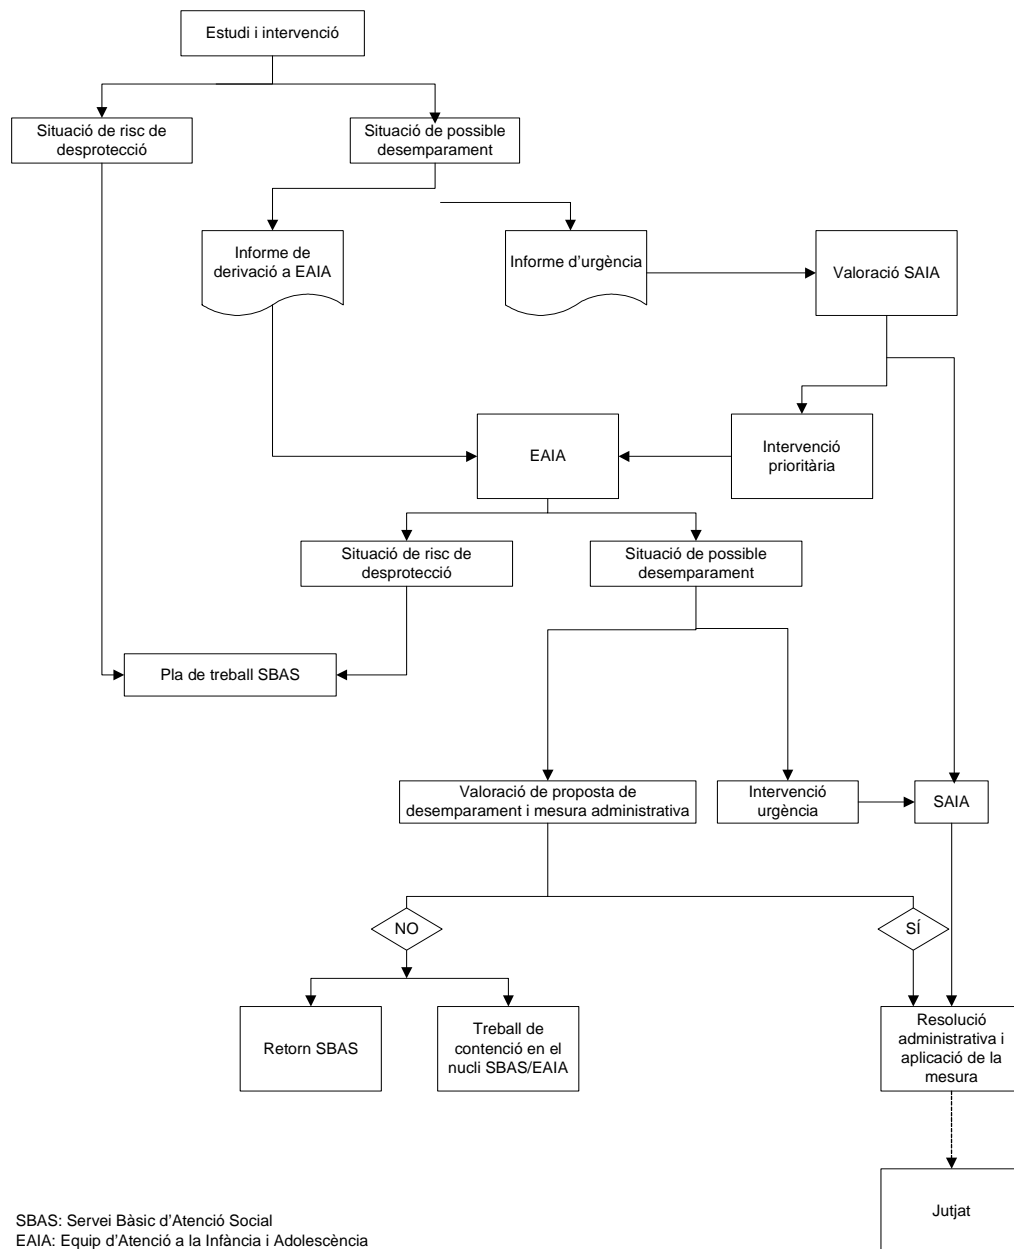 Estudi i intervenció
Situació de risc de
desprotecció
Situació de possible
desemparament
Informe de
derivació a EAIA
Informe d’urgència
Valoració SAIA
EAIA
Intervenció
prioritària
Situació de risc de
desprotecció
Situació de possible
desemparament
Pla de treball SBAS
Valoració de proposta de
desemparament i mesura administrativa
Intervenció
urgència
SAIA
NO
SÍ
Retorn SBAS
Treball de
contenció en el
nucli SBAS/EAIA
Resolució
administrativa i
aplicació de la
mesura
Jutjat
SBAS: Servei Bàsic d’Atenció Social
EAIA: Equip d’Atenció a la Infància i Adolescència